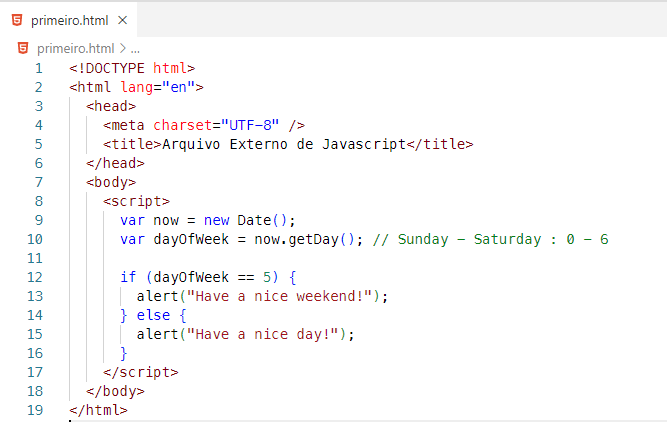 primeiro.html ×
primeiro.html > ...
1 <!DOCTYPE html>
2 <html lang="en">
3   <head>
4     <meta charset="UTF-8" />
5     <title>Arquivo Externo de Javascript</title>
6   </head>
7   <body>
8     <script>
9       var now = new Date();
10       var dayOfWeek = now.getDay(); // Sunday - Saturday : 0 - 6
11
12       if (dayOfWeek == 5) {
13         alert("Have a nice weekend!");
14       } else {
15         alert("Have a nice day!");
16       }
17     </script>
18   </body>
19 </html>